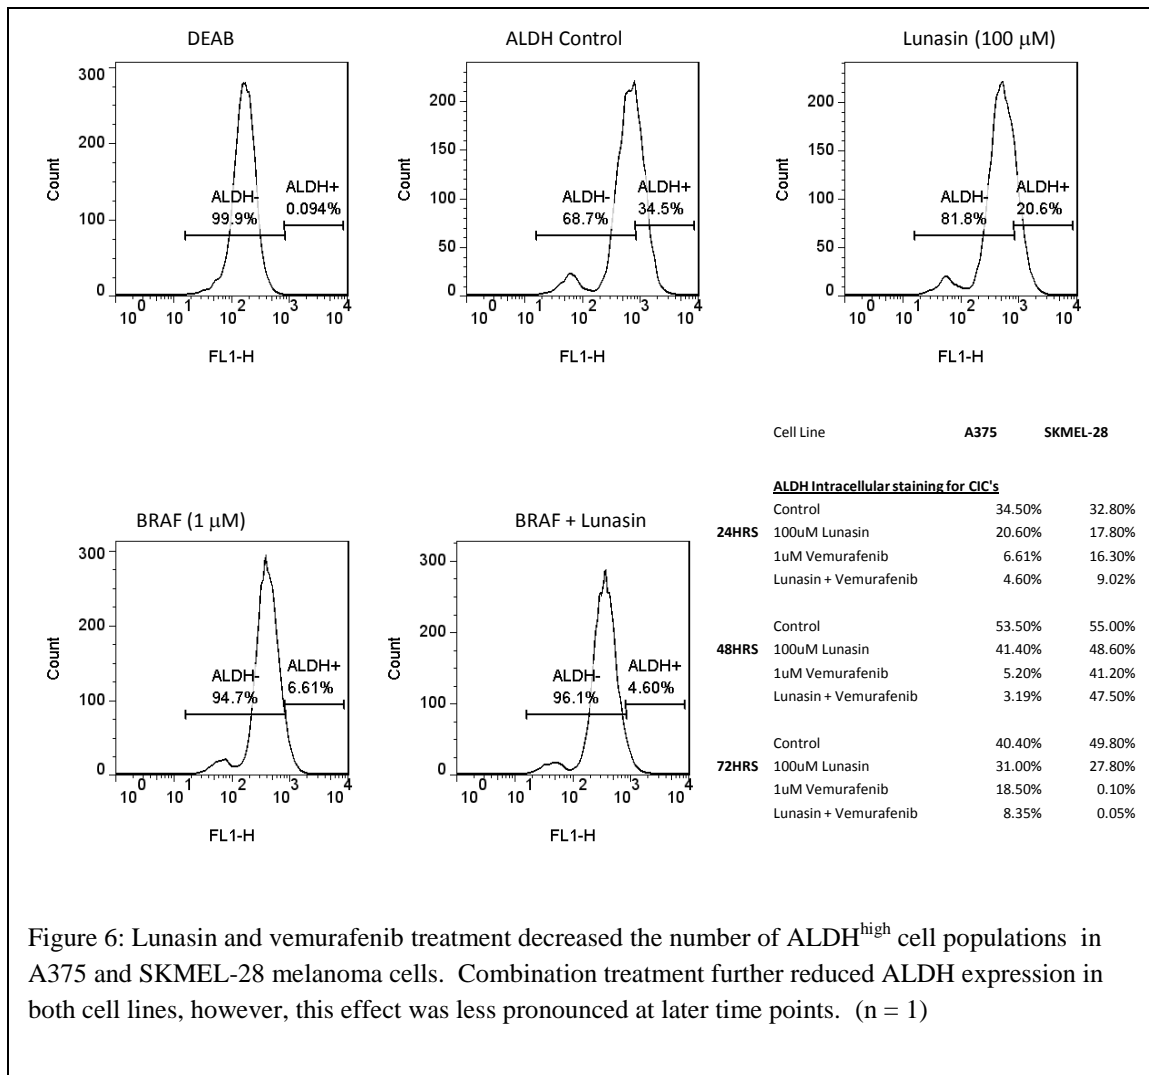 DEAB
300
200
100
0
Count
ALDH-
99.9%
ALDH+
0.094%
10^0 10^1 10^2 10^3 10^4
FL1-H
ALDH Control
200
150
100
50
0
Count
ALDH-
68.7%
ALDH+
34.5%
10^0 10^1 10^2 10^3 10^4
FL1-H
Lunasin (100 μM)
200
150
100
50
0
Count
ALDH-
81.8%
ALDH+
20.6%
10^0 10^1 10^2 10^3 10^4
FL1-H
BRAF (1 μM)
300
200
100
0
Count
ALDH-
94.7%
ALDH+
6.61%
10^0 10^1 10^2 10^3 10^4
FL1-H
BRAF + Lunasin
300
200
100
0
Count
ALDH-
96.1%
ALDH+
4.60%
10^0 10^1 10^2 10^3 10^4
FL1-H
Cell Line A375 SKMEL-28
ALDH Intracellular staining for CIC's
Control 34.50% 32.80%
24HRS 100uM Lunasin 20.60% 17.80%
1uM Vemurafenib 6.61% 16.30%
Lunasin + Vemurafenib 4.60% 9.02%
Control 53.50% 55.00%
48HRS 100uM Lunasin 41.40% 48.60%
1uM Vemurafenib 5.20% 41.20%
Lunasin + Vemurafenib 3.19% 47.50%
Control 40.40% 49.80%
72HRS 100uM Lunasin 31.00% 27.80%
1uM Vemurafenib 18.50% 0.10%
Lunasin + Vemurafenib 8.35% 0.05%
Figure 6: Lunasin and vemurafenib treatment decreased the number of ALDH^high cell populations in
A375 and SKMEL-28 melanoma cells. Combination treatment further reduced ALDH expression in
both cell lines, however, this effect was less pronounced at later time points. (n = 1)